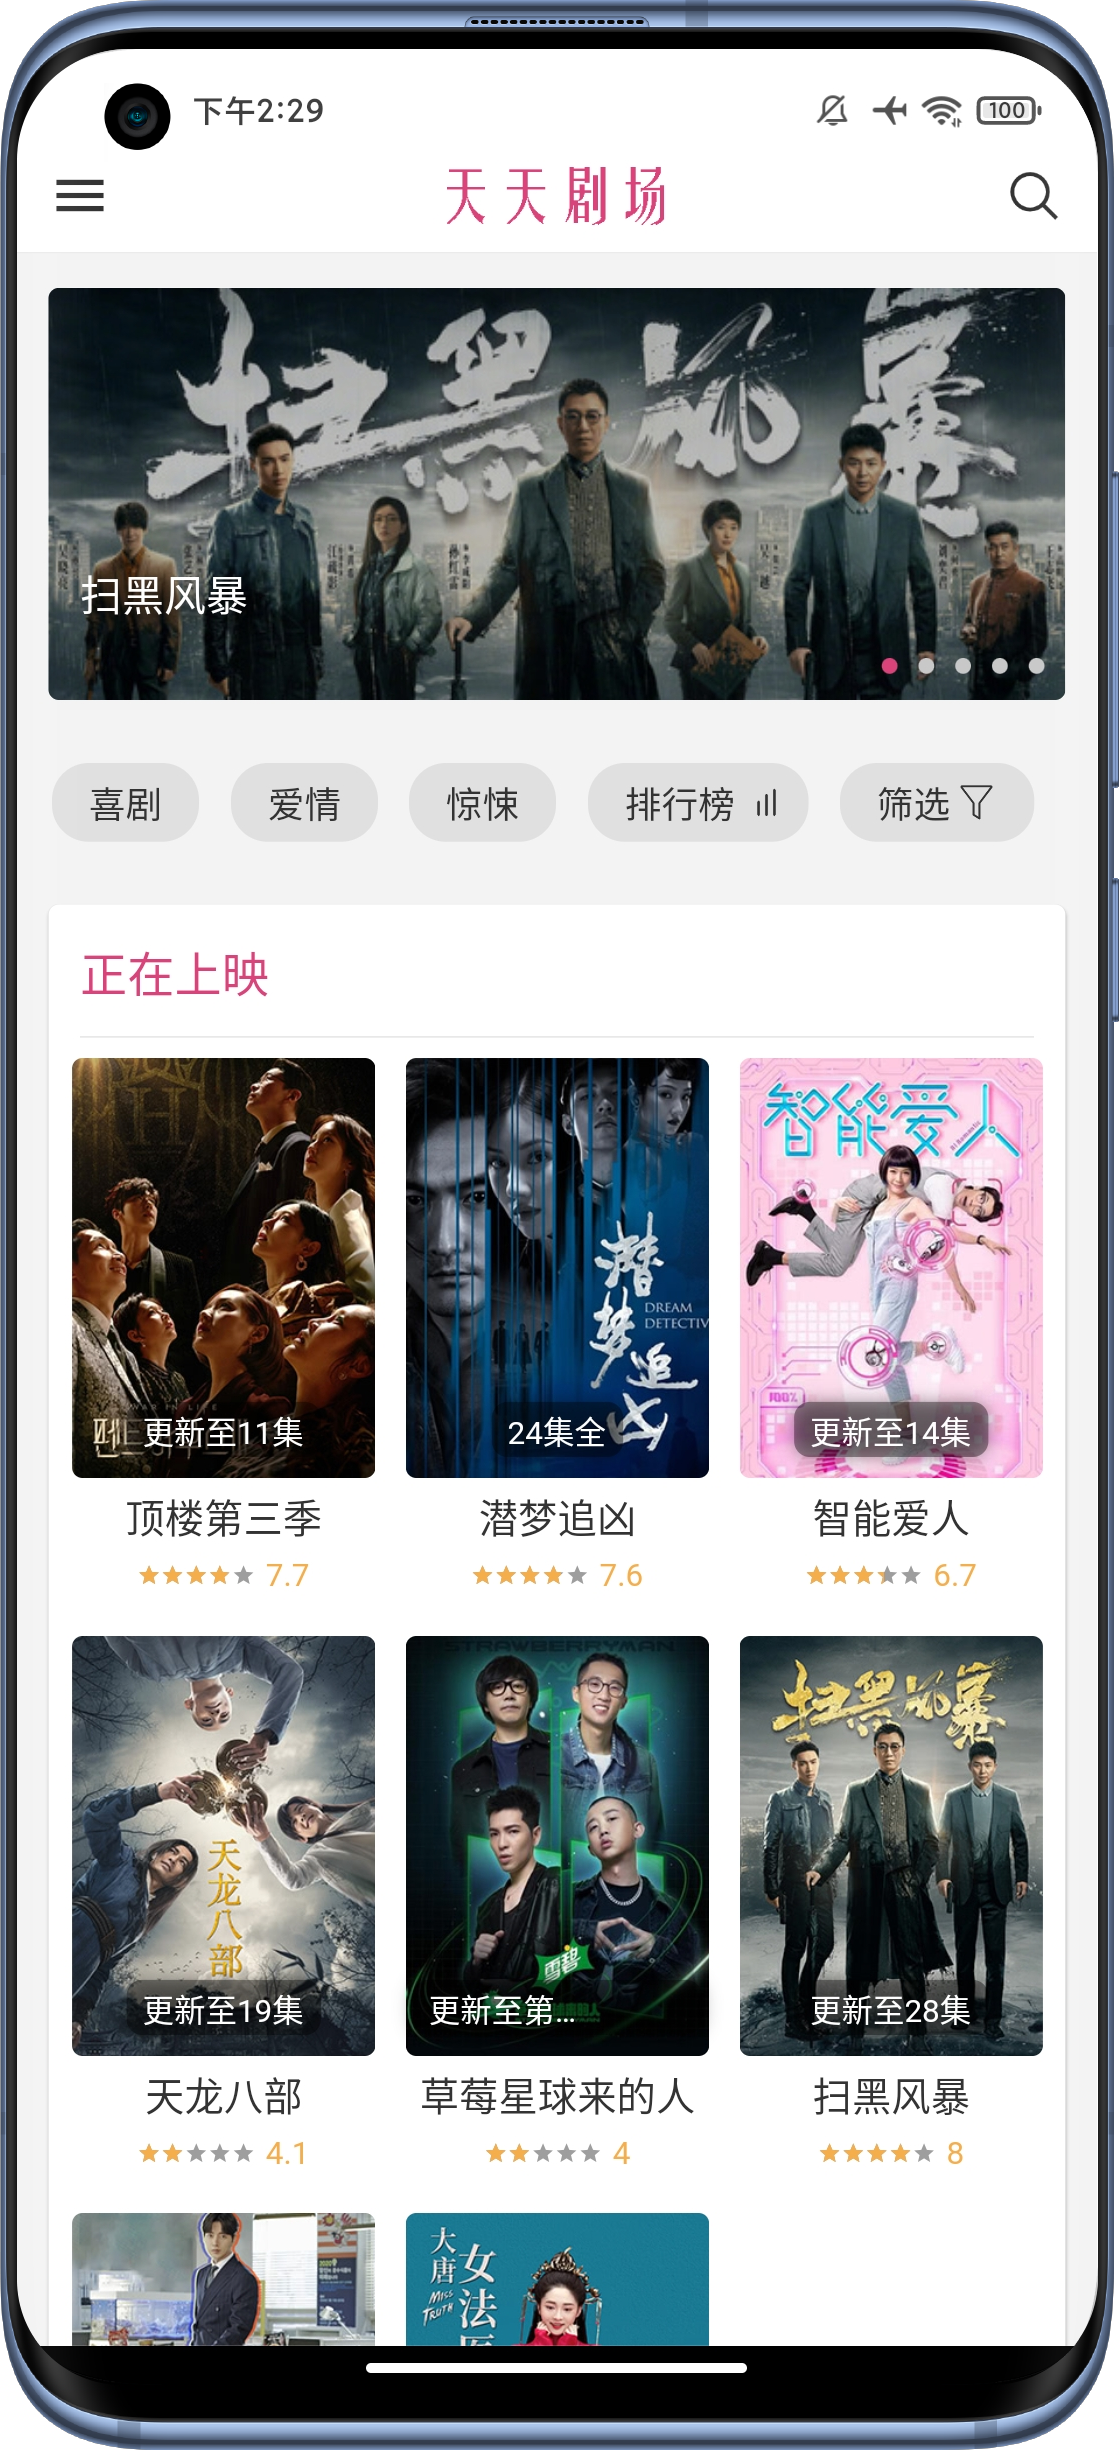 下午2:29
100
天天剧场
扫黑风暴
扫黑风暴
喜剧
爱情
惊悚
排行榜
筛选
正在上映
更新至11集
潜梦追凶
DREAM
DETECTIV
24集全
智能爱人
100%
更新至14集
顶楼第三季
潜梦追凶
智能爱人
7.7
7.6
6.7
天龙八部
更新至19集
STRAWBERRYMAN
雪碧
更新至第...
扫黑风暴
更新至28集
天龙八部
草莓星球来的人
扫黑风暴
4.1
4
8
大唐
女法医
MISS
TRUTH